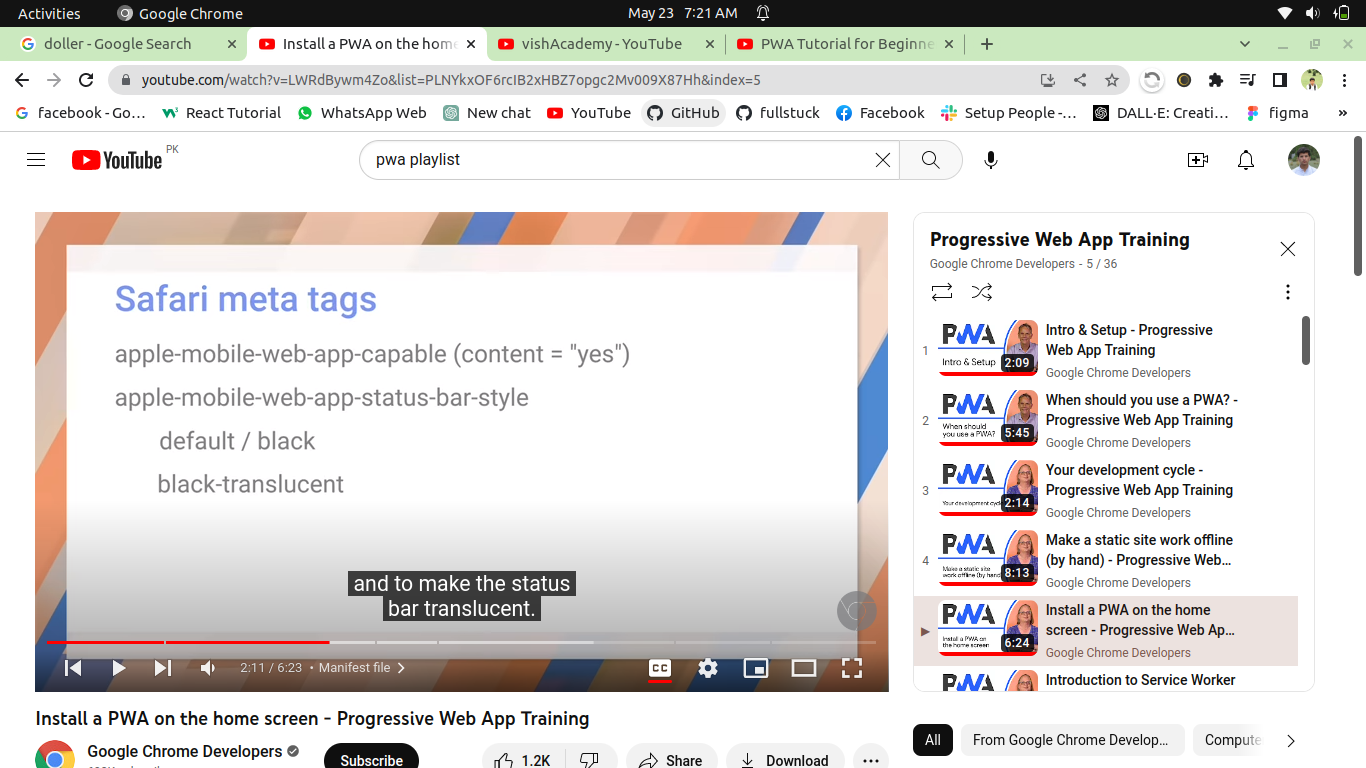 Activities
Google Chrome
May 23 7:21 AM
doller - Google Search
Install a PWA on the home
vishAcademy - YouTube
PWA Tutorial for Beginne
youtube.com/watch?v=LWRdBywm4Zo&list=PLNYkxOF6rcIB2xHBZ7opgc2Mv009X87Hh&index=5
facebook - Go…
React Tutorial
WhatsApp Web
New chat
YouTube
GitHub
fullstuck
Facebook
Setup People -…
DALL·E: Creati…
figma
»
YouTube PK
pwa playlist
Safari meta tags
apple-mobile-web-app-capable (content = "yes")
apple-mobile-web-app-status-bar-style
default / black
black-translucent
and to make the status
bar translucent.
2:11 / 6:23 • Manifest file
CC
Install a PWA on the home screen - Progressive Web App Training
Google Chrome Developers
Subscribe
1.2K
Share
Download
Progressive Web App Training
Google Chrome Developers - 5 / 36
1
PWA
Intro & Setup
2:09
Intro & Setup - Progressive
Web App Training
Google Chrome Developers
2
PWA
When should
you use a PWA?
5:45
When should you use a PWA? -
Progressive Web App Training
Google Chrome Developers
3
PWA
Your development cycle
2:14
Your development cycle -
Progressive Web App Training
Google Chrome Developers
4
PWA
Make a static site
work offline (by hand)
8:13
Make a static site work offline
(by hand) - Progressive Web…
Google Chrome Developers
PWA
Install a PWA on
the home screen
6:24
Install a PWA on the home
screen - Progressive Web Ap…
Google Chrome Developers
PWA
Introduction to Service Worker
All
From Google Chrome Develop…
Compute